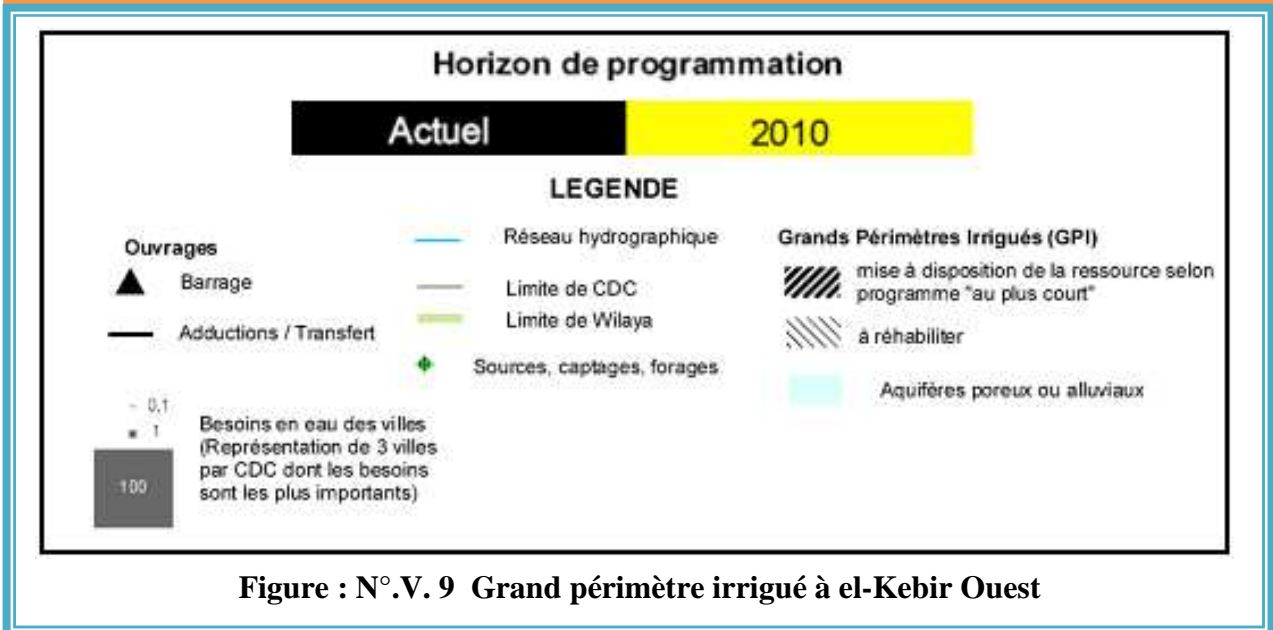 Horizon de programmation
Actuel 2010
LEGENDE
Ouvrages
Barrage
Adductions / Transfert
- 0,1
1
100
Besoins en eau des villes
(Représentation de 3 villes
par CDC dont les besoins
sont les plus importants)
Réseau hydrographique
Limite de CDC
Limite de Wilaya
Sources, captages, forages
Grands Périmètres Irrigués (GPI)
mise à disposition de la ressource selon
programme "au plus court"
à réhabiliter
Aquifères poreux ou alluviaux
Figure : N°.V. 9 Grand périmètre irrigué à el-Kebir Ouest